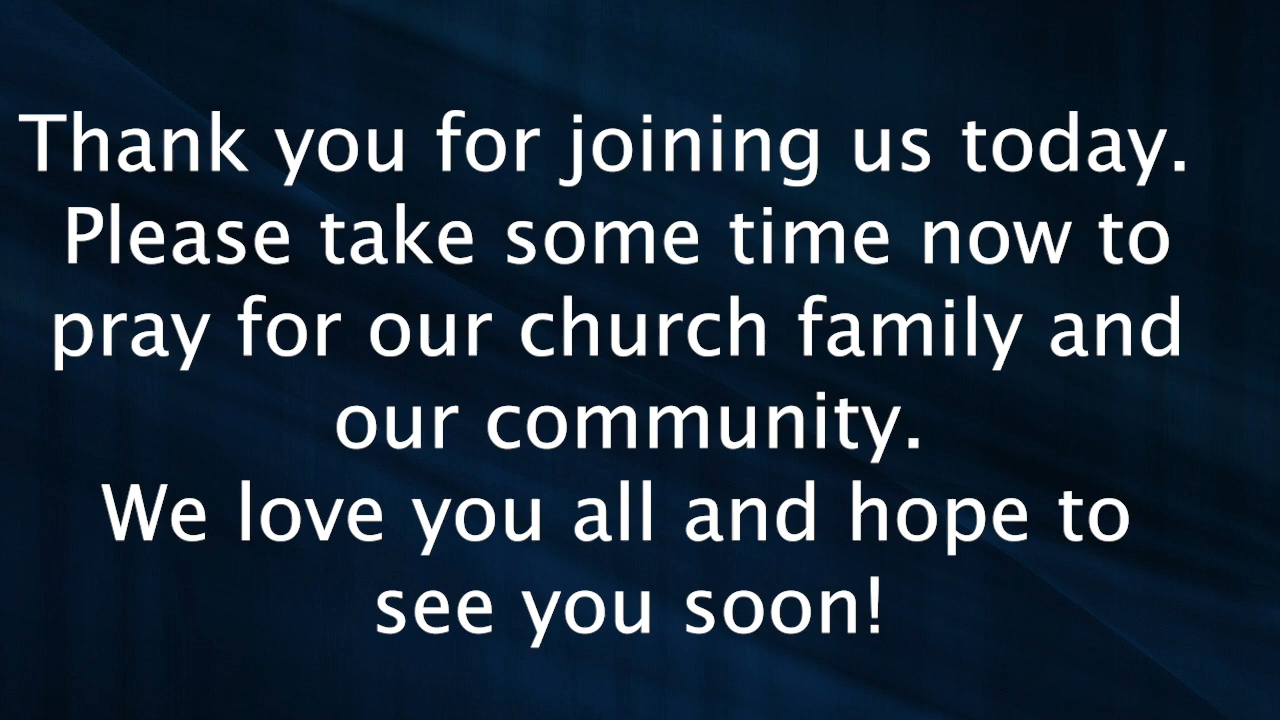 Thank you for joining us today.
Please take some time now to
pray for our church family and
our community.
We love you all and hope to
see you soon!